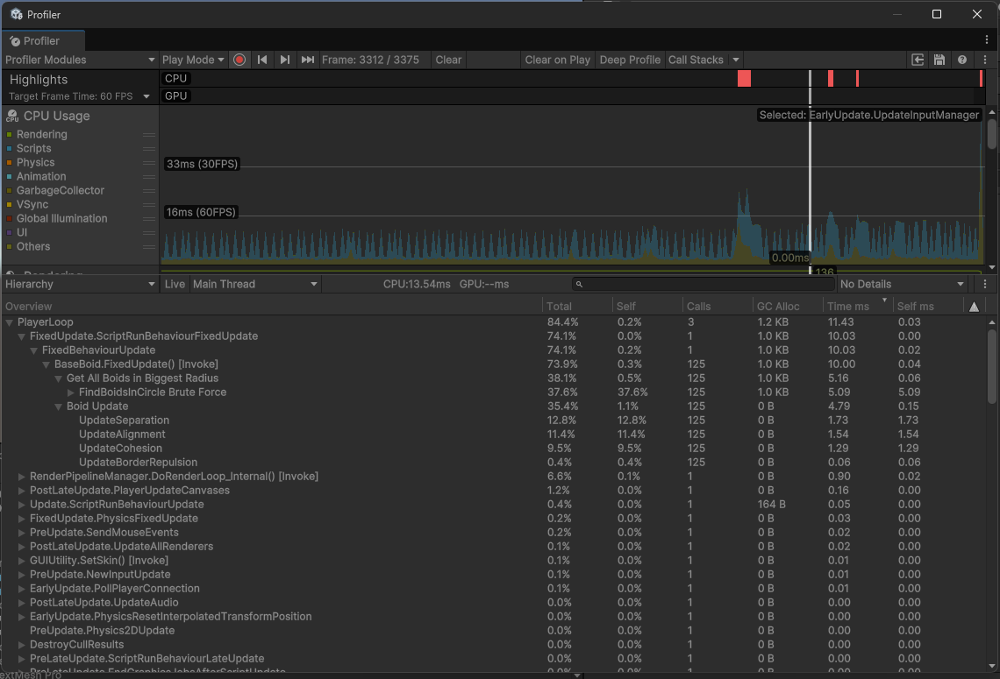 Profiler
Profiler
Profiler Modules Play Mode Frame: 3312 / 3375 Clear Clear on Play Deep Profile Call Stacks
Highlights CPU
Target Frame Time: 60 FPS GPU
CPU Usage
Selected: EarlyUpdate.UpdateInputManager
Rendering
Scripts
Physics
33ms (30FPS)
Animation
GarbageCollector
VSync
16ms (60FPS)
Global Illumination
UI
Others
0.00ms
Rendering 136
Hierarchy Live Main Thread CPU:13.54ms GPU:--ms No Details
Overview Total Self Calls GC Alloc Time ms Self ms
PlayerLoop 84.4% 0.2% 3 1.2 KB 11.43 0.03
FixedUpdate.ScriptRunBehaviourFixedUpdate 74.1% 0.0% 1 1.0 KB 10.03 0.00
FixedBehaviourUpdate 74.1% 0.2% 1 1.0 KB 10.03 0.02
BaseBoid.FixedUpdate() [Invoke] 73.9% 0.3% 125 1.0 KB 10.00 0.04
Get All Boids in Biggest Radius 38.1% 0.5% 125 1.0 KB 5.16 0.06
FindBoidsInCircle Brute Force 37.6% 37.6% 125 1.0 KB 5.09 5.09
Boid Update 35.4% 1.1% 125 0 B 4.79 0.15
UpdateSeparation 12.8% 12.8% 125 0 B 1.73 1.73
UpdateAlignment 11.4% 11.4% 125 0 B 1.54 1.54
UpdateCohesion 9.5% 9.5% 125 0 B 1.29 1.29
UpdateBorderRepulsion 0.4% 0.4% 125 0 B 0.06 0.06
RenderPipelineManager.DoRenderLoop_Internal() [Invoke] 6.6% 0.1% 1 0 B 0.90 0.02
PostLateUpdate.PlayerUpdateCanvases 1.2% 0.0% 1 0 B 0.16 0.00
Update.ScriptRunBehaviourUpdate 0.4% 0.0% 1 164 B 0.05 0.00
FixedUpdate.PhysicsFixedUpdate 0.2% 0.0% 1 0 B 0.03 0.00
PreUpdate.SendMouseEvents 0.2% 0.0% 1 0 B 0.02 0.00
PostLateUpdate.UpdateAllRenderers 0.1% 0.0% 1 0 B 0.02 0.00
GUIUtility.SetSkin() [Invoke] 0.1% 0.0% 1 0 B 0.01 0.00
PreUpdate.NewInputUpdate 0.1% 0.0% 1 0 B 0.01 0.00
EarlyUpdate.PollPlayerConnection 0.1% 0.0% 1 0 B 0.01 0.00
PostLateUpdate.UpdateAudio 0.0% 0.0% 1 0 B 0.00 0.00
EarlyUpdate.PhysicsResetInterpolatedTransformPosition 0.0% 0.0% 1 0 B 0.00 0.00
PreUpdate.Physics2DUpdate 0.0% 0.0% 1 0 B 0.00 0.00
DestroyCullResults 0.0% 0.0% 1 0 B 0.00 0.00
PreLateUpdate.ScriptRunBehaviourLateUpdate 0.0% 0.0% 1 0 B 0.00 0.00
PreLateUpdate.EndGraphicsJobsAfterScriptUpdate 0.0% 0.0% 1 0 B 0.00 0.00
extMesh Pro